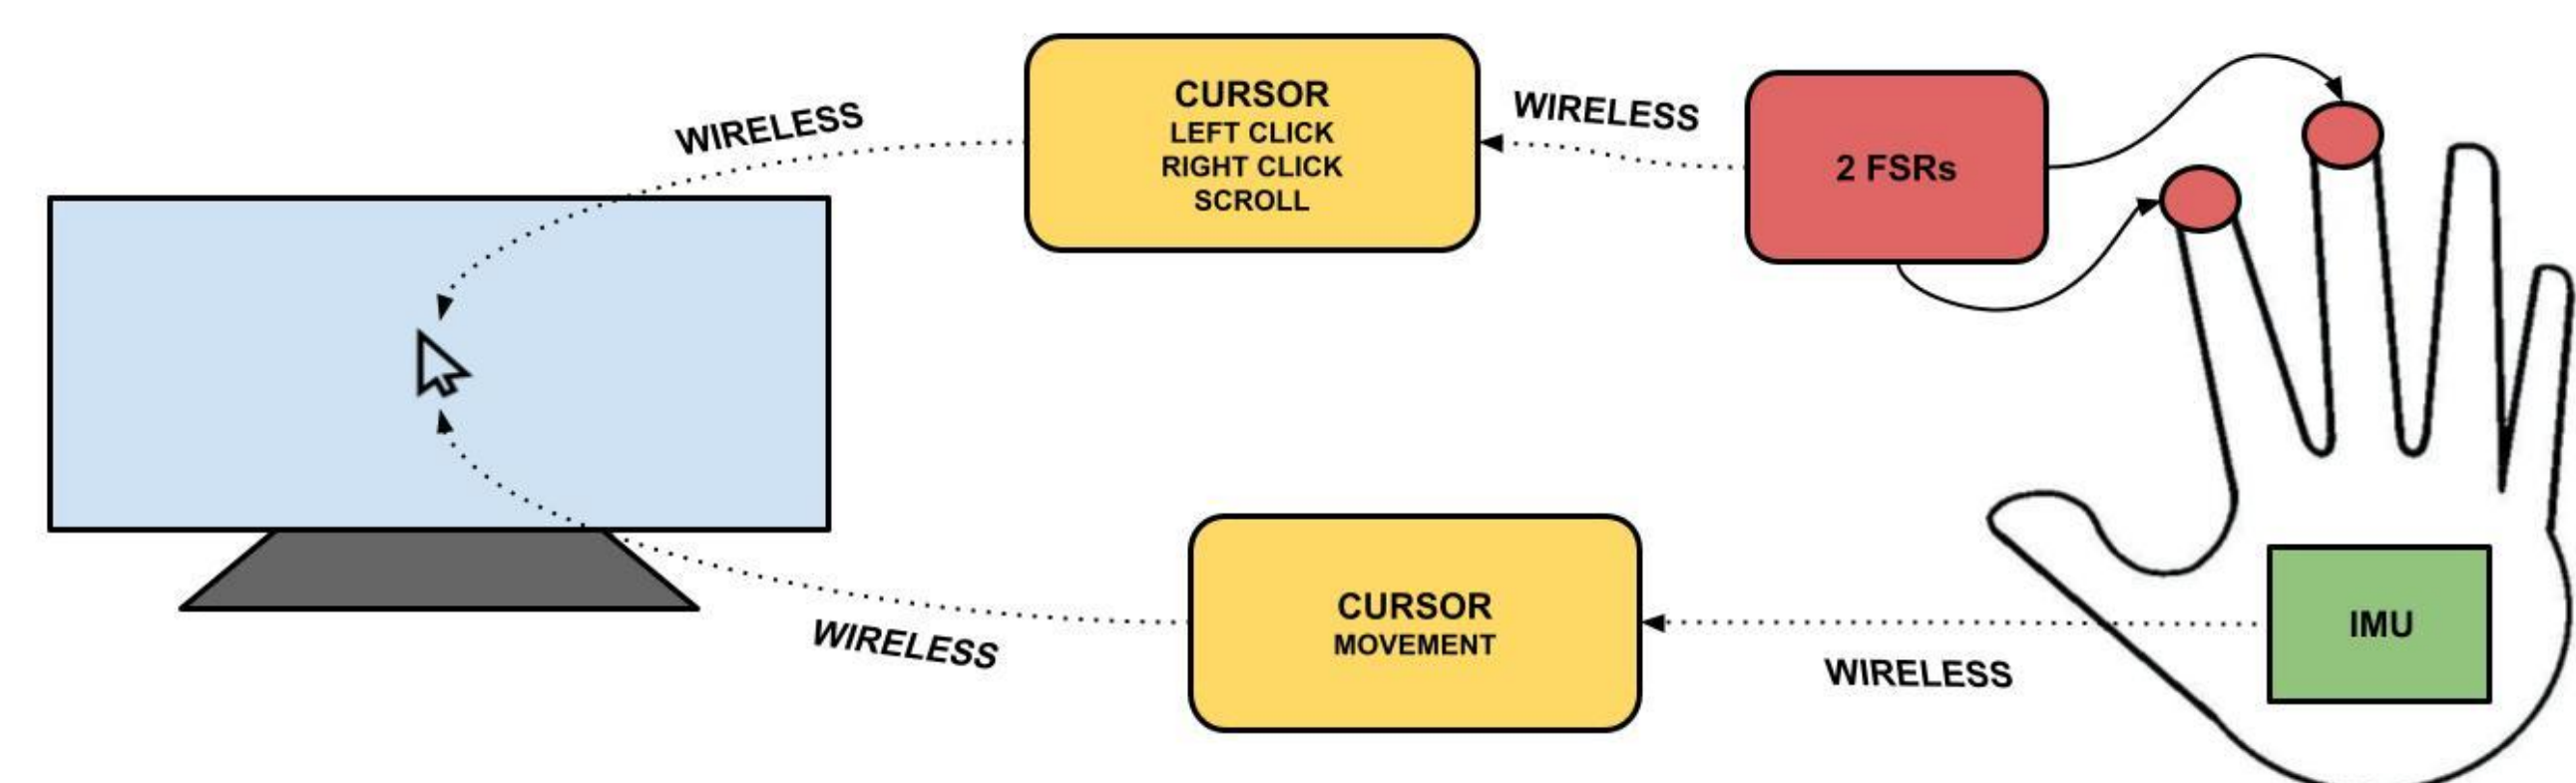 WIRELESS
CURSOR
LEFT CLICK
RIGHT CLICK
SCROLL
WIRELESS
2 FSRs
WIRELESS
CURSOR
MOVEMENT
WIRELESS
IMU